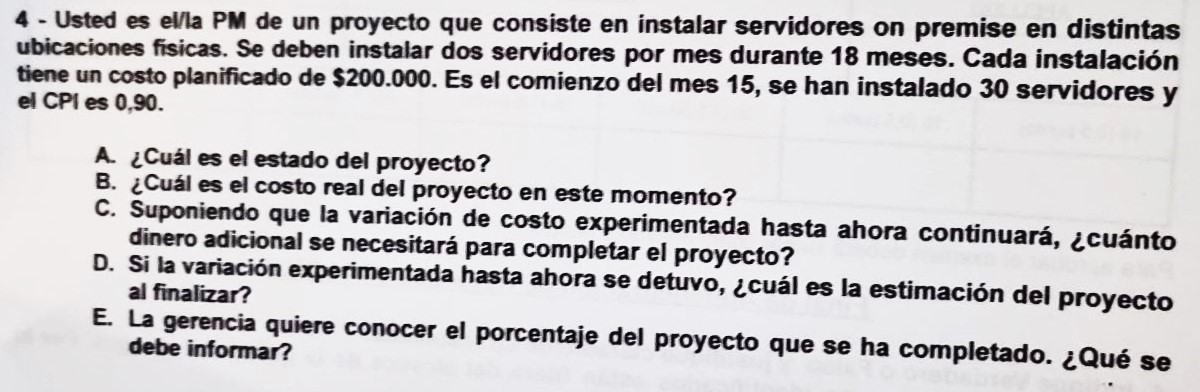 4 - Usted es el/la PM de un proyecto que consiste en instalar servidores on premise en distintas
ubicaciones físicas. Se deben instalar dos servidores por mes durante 18 meses. Cada instalación
tiene un costo planificado de $200.000. Es el comienzo del mes 15, se han instalado 30 servidores y
el CPI es 0,90.
A. ¿Cuál es el estado del proyecto?
B. ¿Cuál es el costo real del proyecto en este momento?
C. Suponiendo que la variación de costo experimentada hasta ahora continuará, ¿cuánto
dinero adicional se necesitará para completar el proyecto?
D. Si la variación experimentada hasta ahora se detuvo, ¿cuál es la estimación del proyecto
al finalizar?
E. La gerencia quiere conocer el porcentaje del proyecto que se ha completado. ¿Qué se
debe informar?